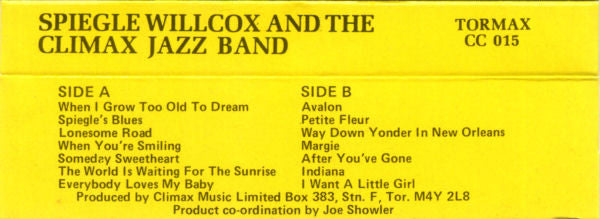 SPIEGLE WILLCOX AND THE
CLIMAX JAZZ BAND
TORMAX
CC 015
SIDE A
When I Grow Too Old To Dream
Spiegle's Blues
Lonesome Road
When You're Smiling
Someday Sweetheart
The World Is Waiting For The Sunrise
Everybody Loves My Baby
SIDE B
Avalon
Petite Fleur
Way Down Yonder In New Orleans
Margie
After You've Gone
Indiana
I Want A Little Girl
Produced by Climax Music Limited Box 383, Stn. F, Tor. M4Y 2L8
Product co-ordination by Joe Showler